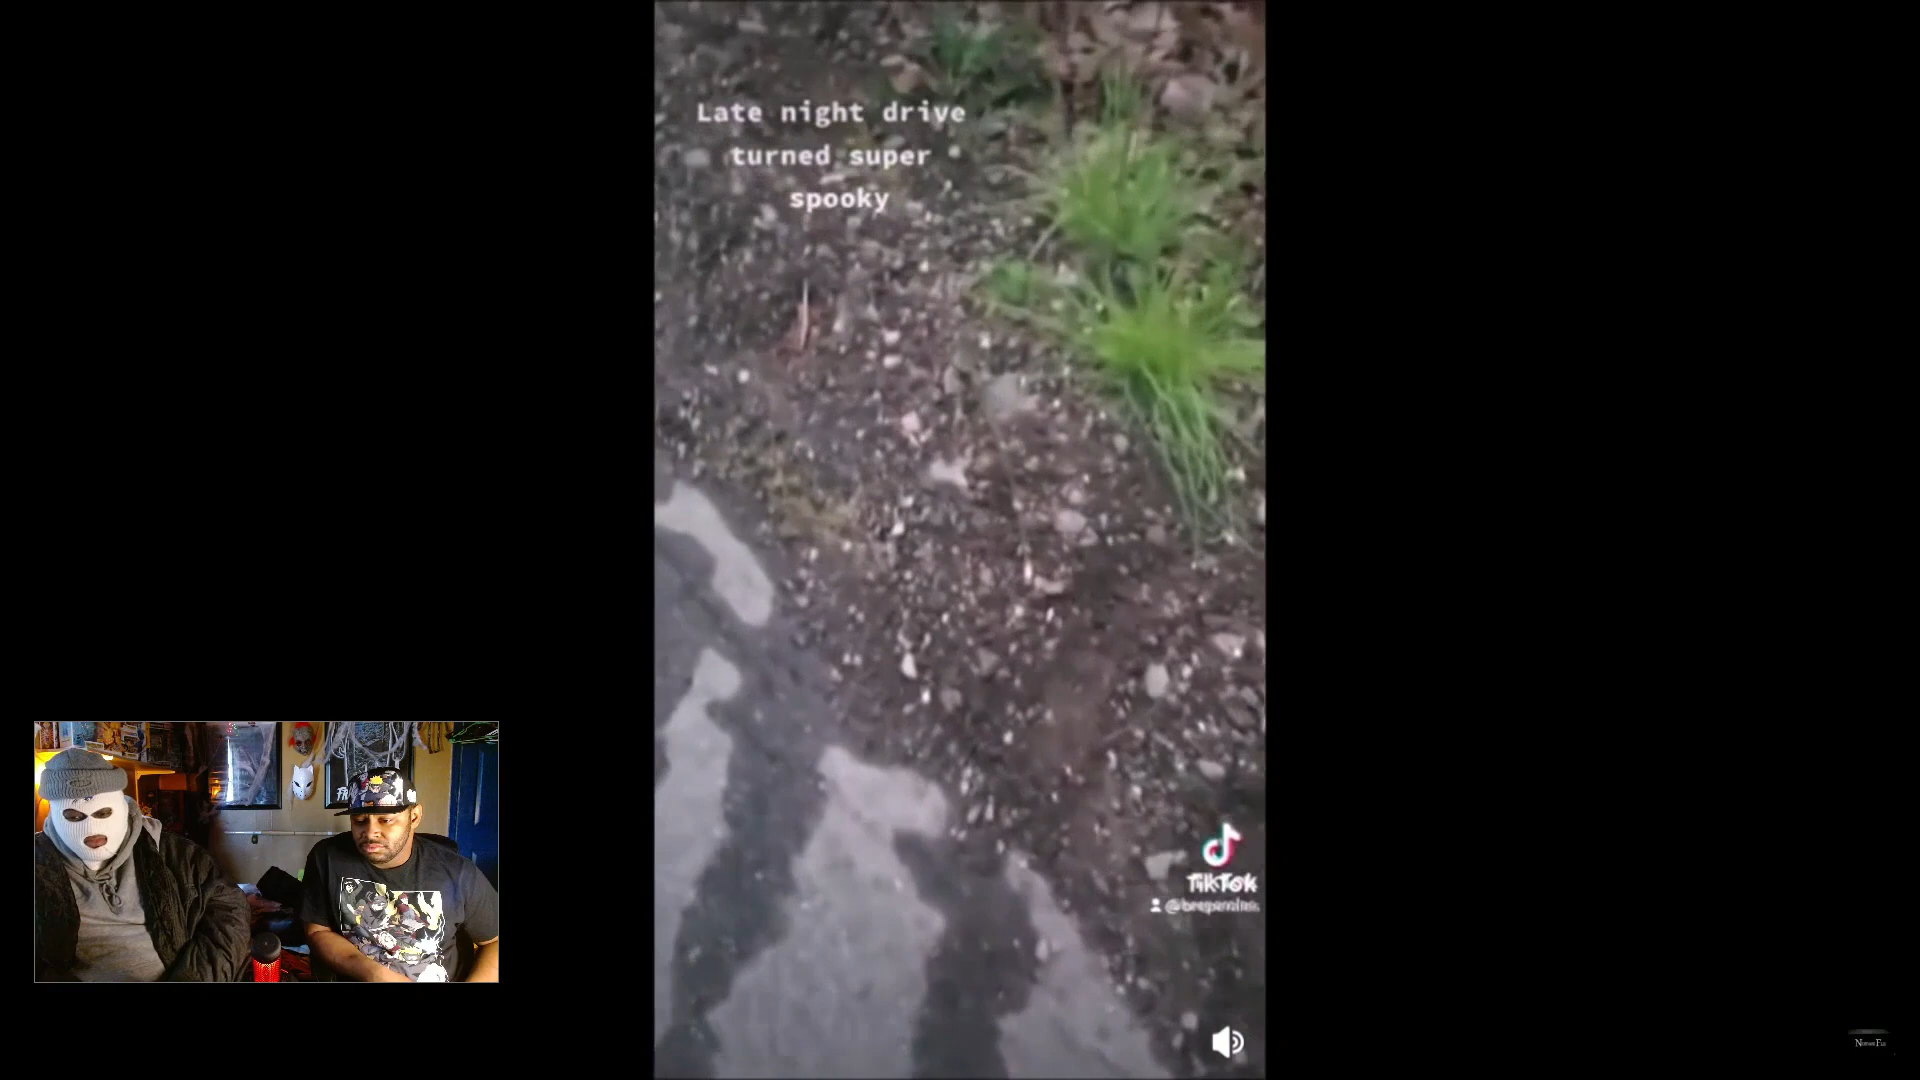 Late night drive
turned super
spooky
TikTok